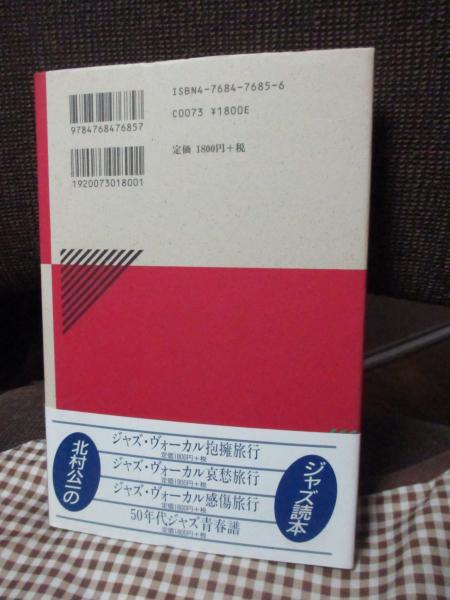 ISBN4-7684-7685-6
C0073 ¥1800E
定価 1800円+税
9784768476857
1920073018001
北村公一の
ジャズ・ヴォーカル抱擁旅行
定価1800円+税
ジャズ・ヴォーカル哀愁旅行
定価1800円+税
ジャズ・ヴォーカル感傷旅行
定価1800円+税
50年代ジャズ青春譜
定価1800円+税
ジャズ読本